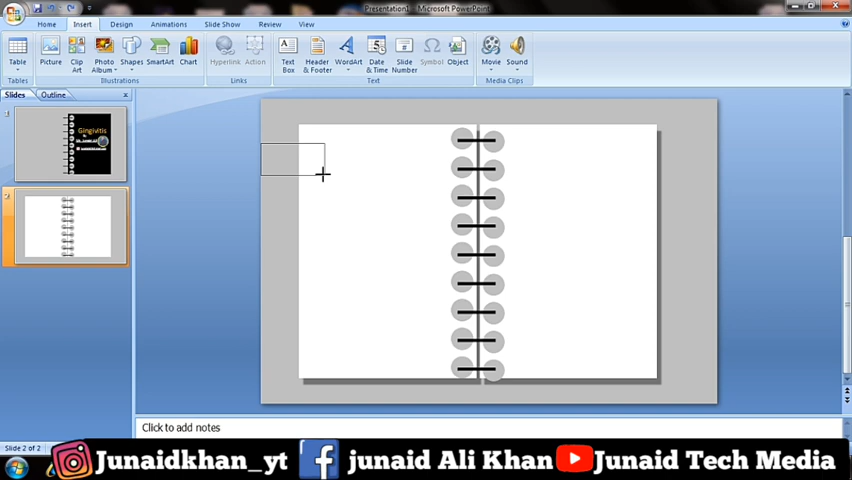 Presentation1 - Microsoft PowerPoint
Home Insert Design Animations Slide Show Review View
Table Picture Clip Art Photo Album Shapes SmartArt Chart Hyperlink Action Text Box Header & Footer WordArt Date & Time Slide Number Symbol Object Movie Sound
Tables Illustrations Links Text Media Clips
Slides Outline
1
Gingivitis
2
Click to add notes
Slide 2 of 2
Junaidkhan_yt junaid Ali Khan Junaid Tech Media